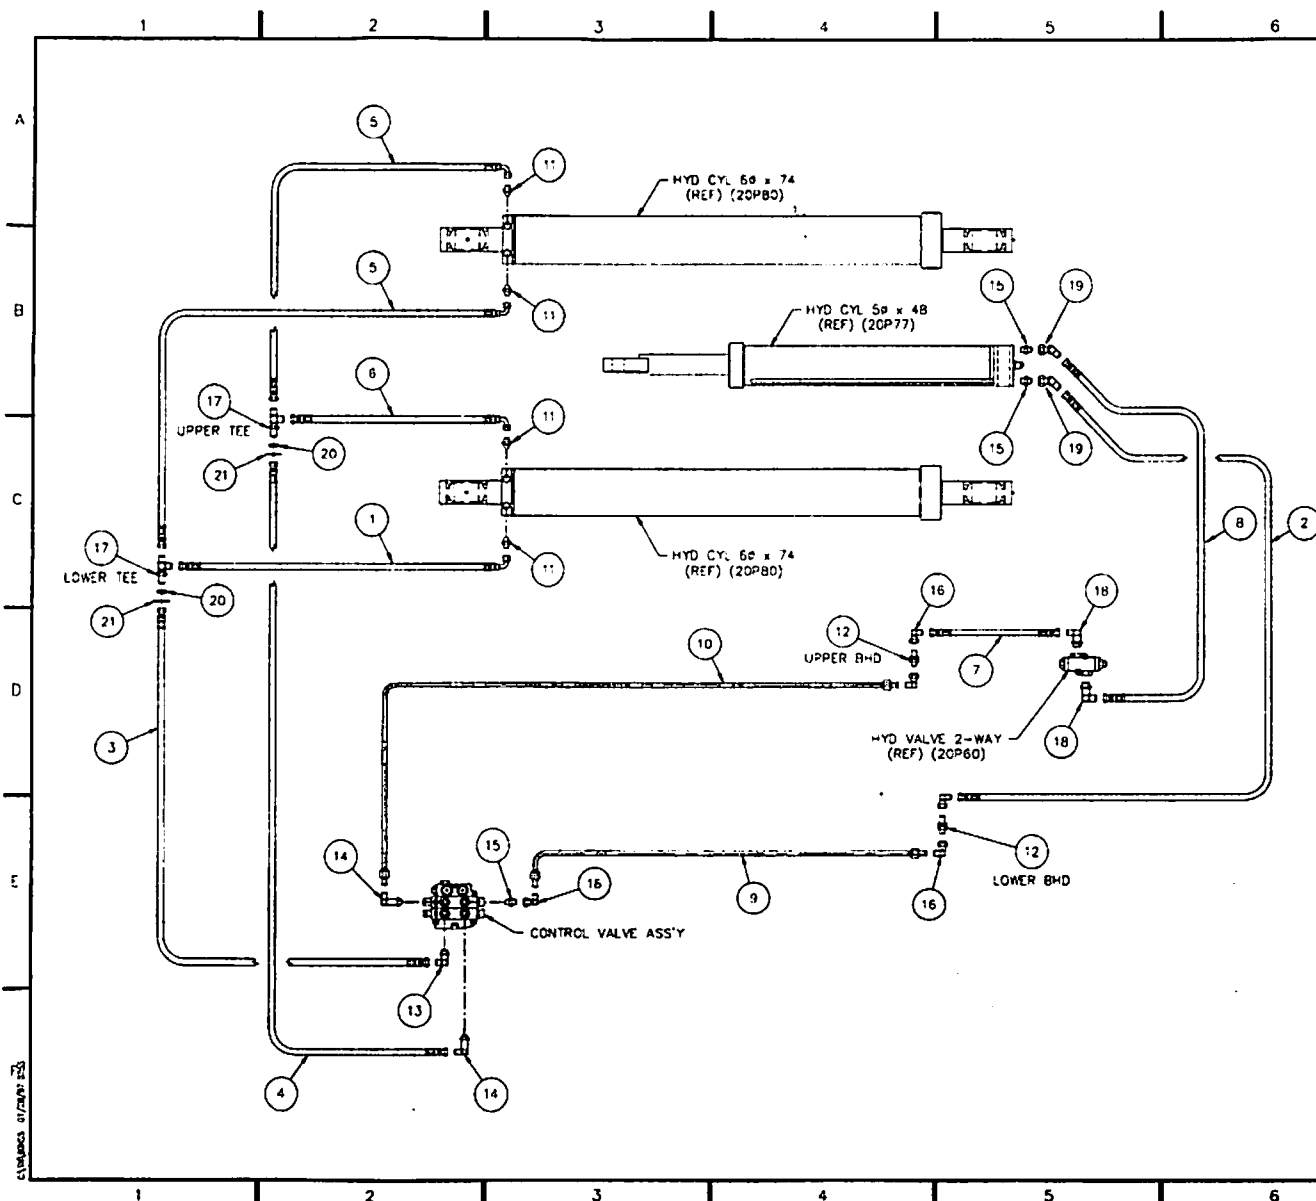 1 2 3 4 5 6
A
5
11
HYD CYL 6ø x 74
(REF) (20P80)
5
B
11
15
19
HYD CYL 5ø x 48
(REF) (20P77)
6
17
UPPER TEE
11
20
21
15
19
C
1
8
2
17
LOWER TEE
11
HYD CYL 6ø x 74
(REF) (20P80)
20
21
16
18
12
UPPER BHD
10
7
D
3
HYD VALVE 2-WAY
(REF) (20P60)
18
14
15
16
9
12
LOWER BHD
16
E
CONTROL VALVE ASS'Y
13
4
14
F
1 2 3 4 5 6